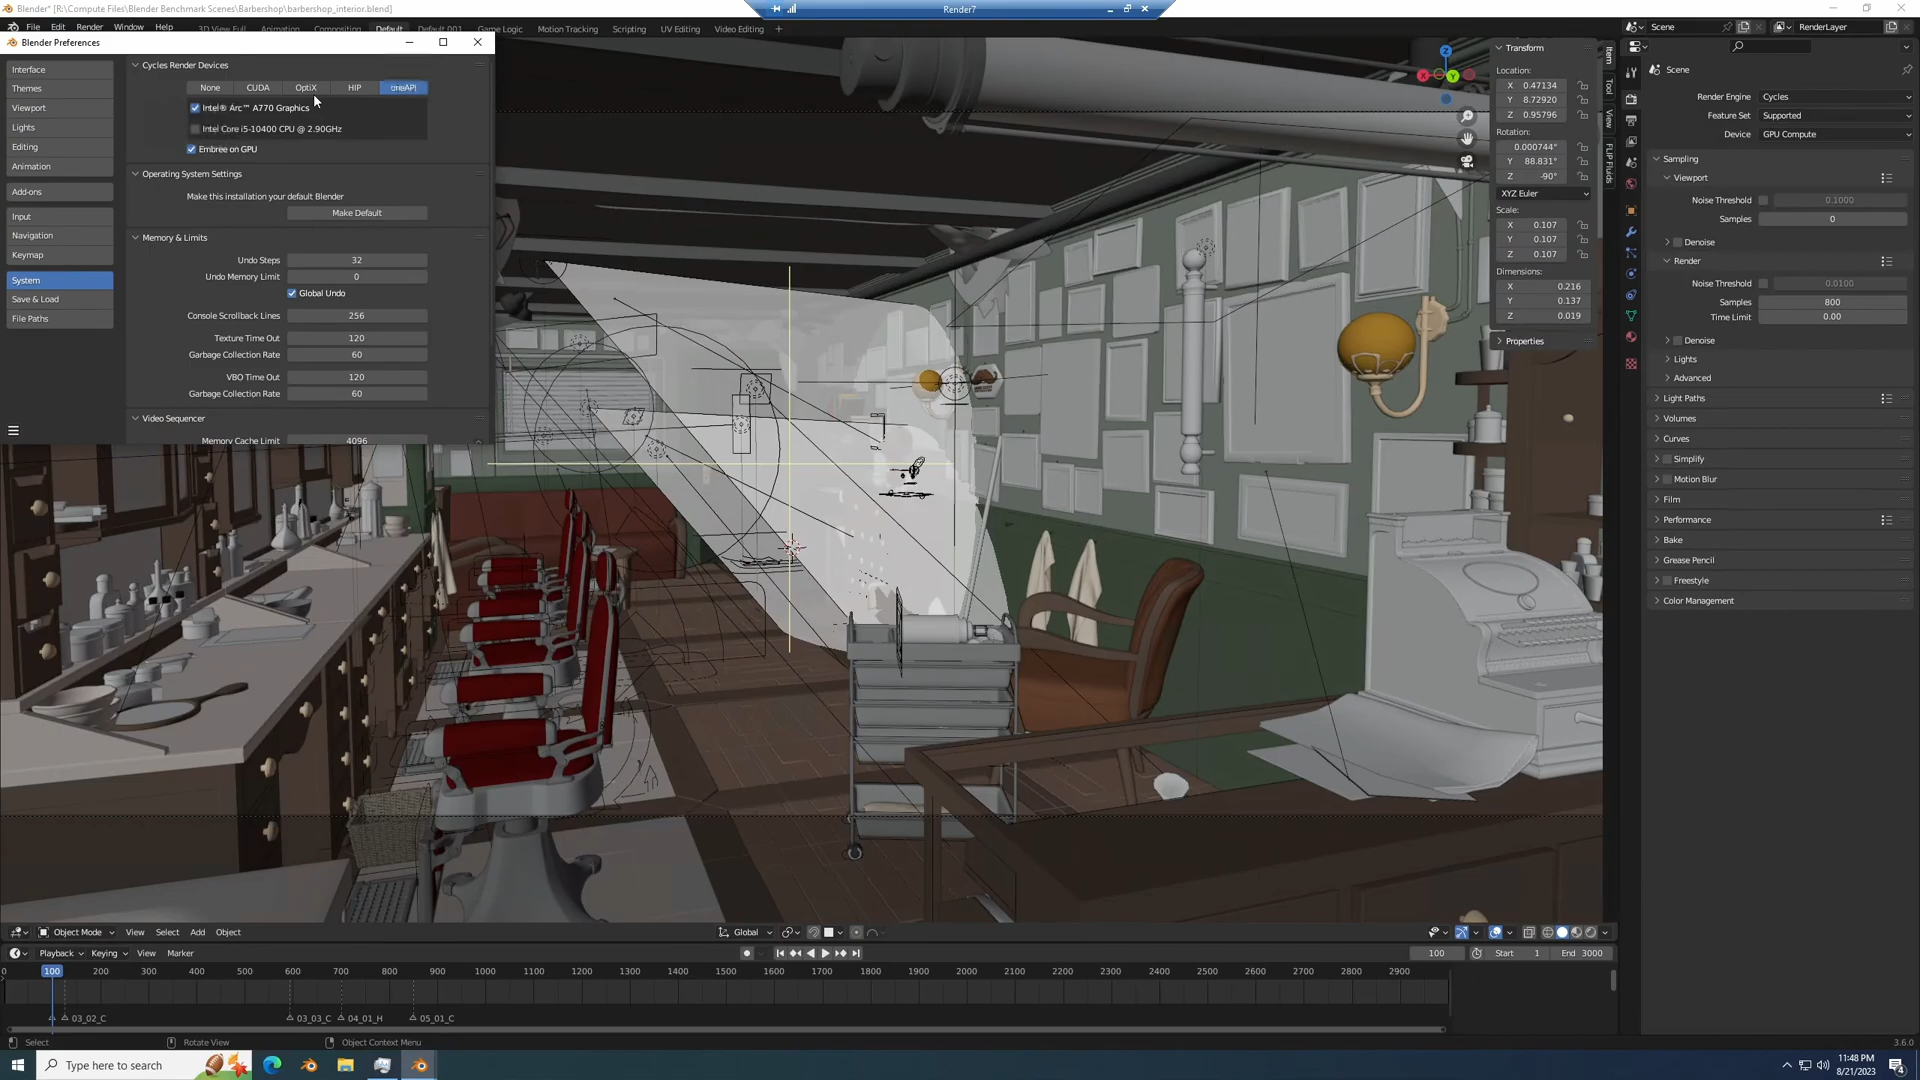 Blender* [R:\Compute Files\Blender Benchmark Scenes\Barbershop\barbershop_interior.blend]
Render7
File Edit Render Window Help
3D View Full Animation Compositing Default Default.001 Game Logic Motion Tracking Scripting UV Editing Video Editing +
Scene
RenderLayer
Blender Preferences
Interface
Themes
Viewport
Lights
Editing
Animation
Add-ons
Input
Navigation
Keymap
System
Save & Load
File Paths
Cycles Render Devices
None CUDA OptiX HIP oneAPI
Intel® Arc™ A770 Graphics
Intel Core i5-10400 CPU @ 2.90GHz
Embree on GPU
Operating System Settings
Make this installation your default Blender
Make Default
Memory & Limits
Undo Steps 32
Undo Memory Limit 0
Global Undo
Console Scrollback Lines 256
Texture Time Out 120
Garbage Collection Rate 60
VBO Time Out 120
Garbage Collection Rate 60
Video Sequencer
Memory Cache Limit 4096
Z
X
Y
Transform
Location:
X 0.47134
Y 8.72920
Z 0.95796
Rotation:
0.000744°
Y 88.831°
Z -90°
XYZ Euler
Scale:
X 0.107
Y 0.107
Z 0.107
Dimensions:
X 0.216
Y 0.137
Z 0.019
Properties
Item
Tool
View
FLIP Fluids
Scene
Render Engine Cycles
Feature Set Supported
Device GPU Compute
Sampling
Viewport
Noise Threshold 0.1000
Samples 0
Denoise
Render
Noise Threshold 0.0100
Samples 800
Time Limit 0.00
Denoise
Lights
Advanced
Light Paths
Volumes
Curves
Simplify
Motion Blur
Film
Performance
Bake
Grease Pencil
Freestyle
Color Management
Object Mode View Select Add Object
Global
Playback Keying View Marker
100
Start 1 End 3000
0 100 200 300 400 500 600 700 800 900 1000 1100 1200 1300 1400 1500 1600 1700 1800 1900 2000 2100 2200 2300 2400 2500 2600 2700 2800 2900
03_02_C 03_03_C 04_01_H 05_01_C
Select Rotate View Object Context Menu
3.6.0
Type here to search
11:48 PM
8/21/2023
4